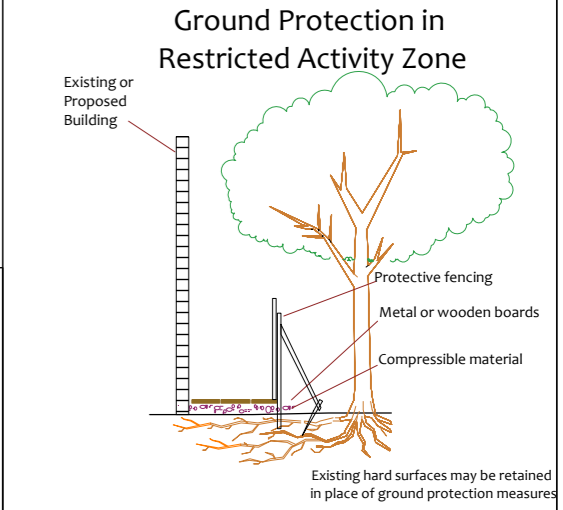 Ground Protection in
Restricted Activity Zone
Existing or
Proposed
Building
Protective fencing
Metal or wooden boards
Compressible material
Existing hard surfaces may be retained
in place of ground protection measures